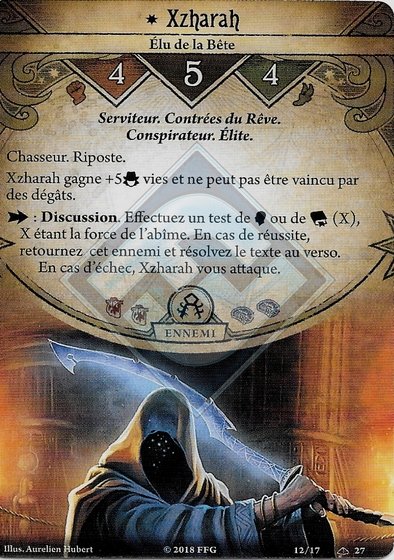 Xzharah
Élu de la Bête
4 5 4
Serviteur. Contrées du Rêve.
Conspirateur. Élite.
Chasseur. Riposte.
Xzharah gagne +5 vies et ne peut pas être vaincu par
des dégâts.
: Discussion. Effectuez un test de ou de (X),
X étant la force de l'abîme. En cas de réussite,
retournez cet ennemi et résolvez le texte au verso.
En cas d'échec, Xzharah vous attaque.
ENNEMI
Illus. Aurelien Hubert © 2018 FFG 12/17 27